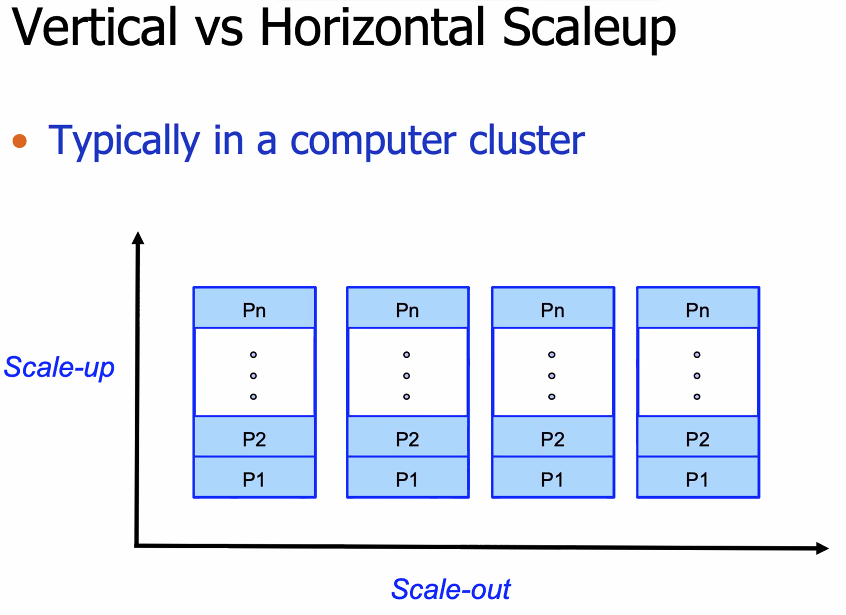 Vertical vs Horizontal Scaleup
• Typically in a computer cluster
Pn Pn Pn Pn
Scale-up
P2 P2 P2 P2
P1 P1 P1 P1
Scale-out